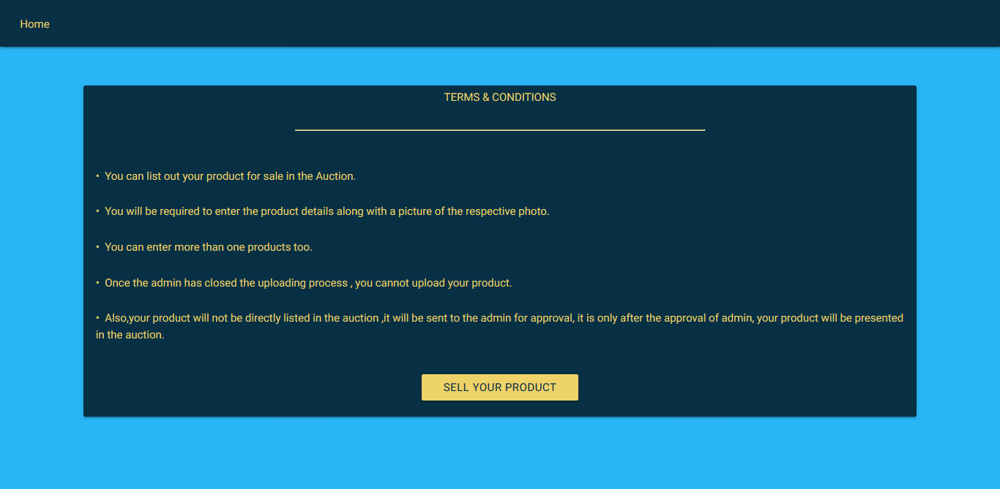 Home
TERMS & CONDITIONS
• You can list out your product for sale in the Auction.
• You will be required to enter the product details along with a picture of the respective photo.
• You can enter more than one products too.
• Once the admin has closed the uploading process , you cannot upload your product.
• Also,your product will not be directly listed in the auction ,it will be sent to the admin for approval, it is only after the approval of admin, your product will be presented
in the auction.
SELL YOUR PRODUCT